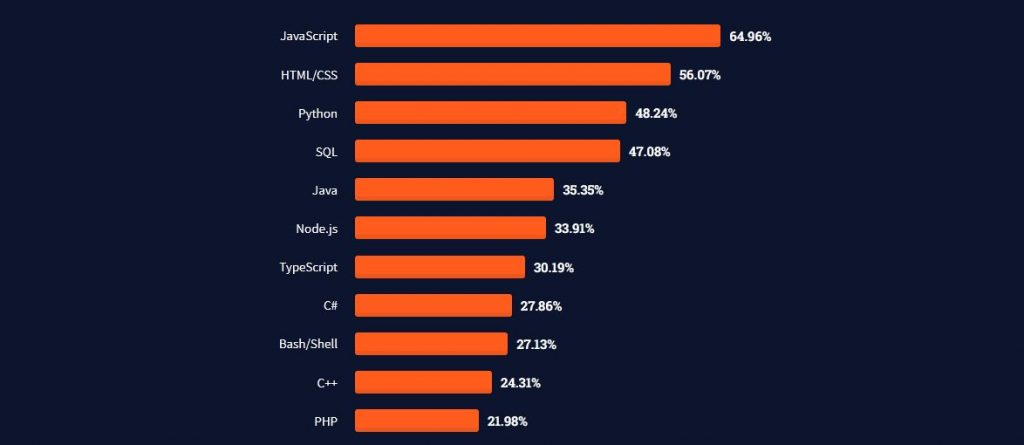 JavaScript 64.96%
HTML/CSS 56.07%
Python 48.24%
SQL 47.08%
Java 35.35%
Node.js 33.91%
TypeScript 30.19%
C# 27.86%
Bash/Shell 27.13%
C++ 24.31%
PHP 21.98%